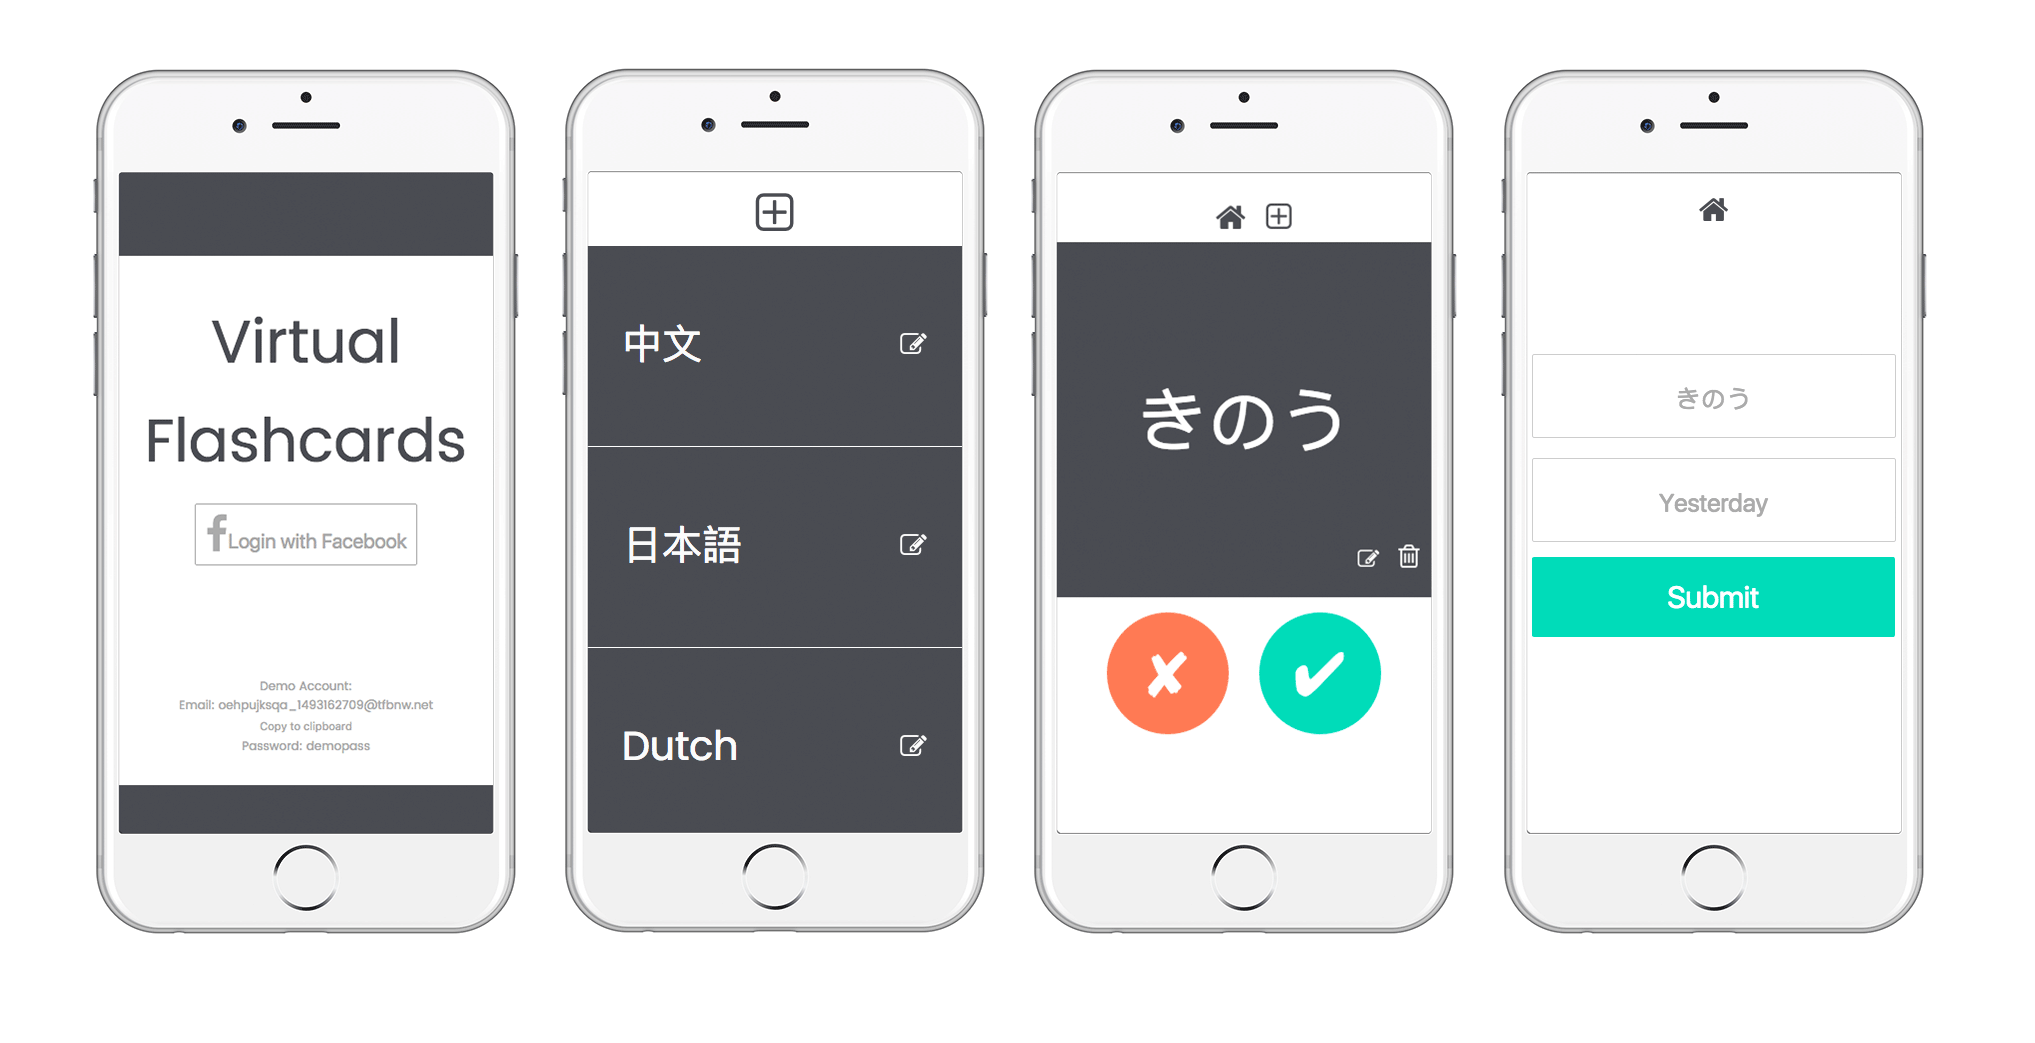 Virtual
Flashcards
Login with Facebook
Demo Account:
Email: oehpujksqa_1493162709@tfbnw.net
Copy to clipboard
Password: demopass
中文
日本語
Dutch
きのう
きのう
Yesterday
Submit